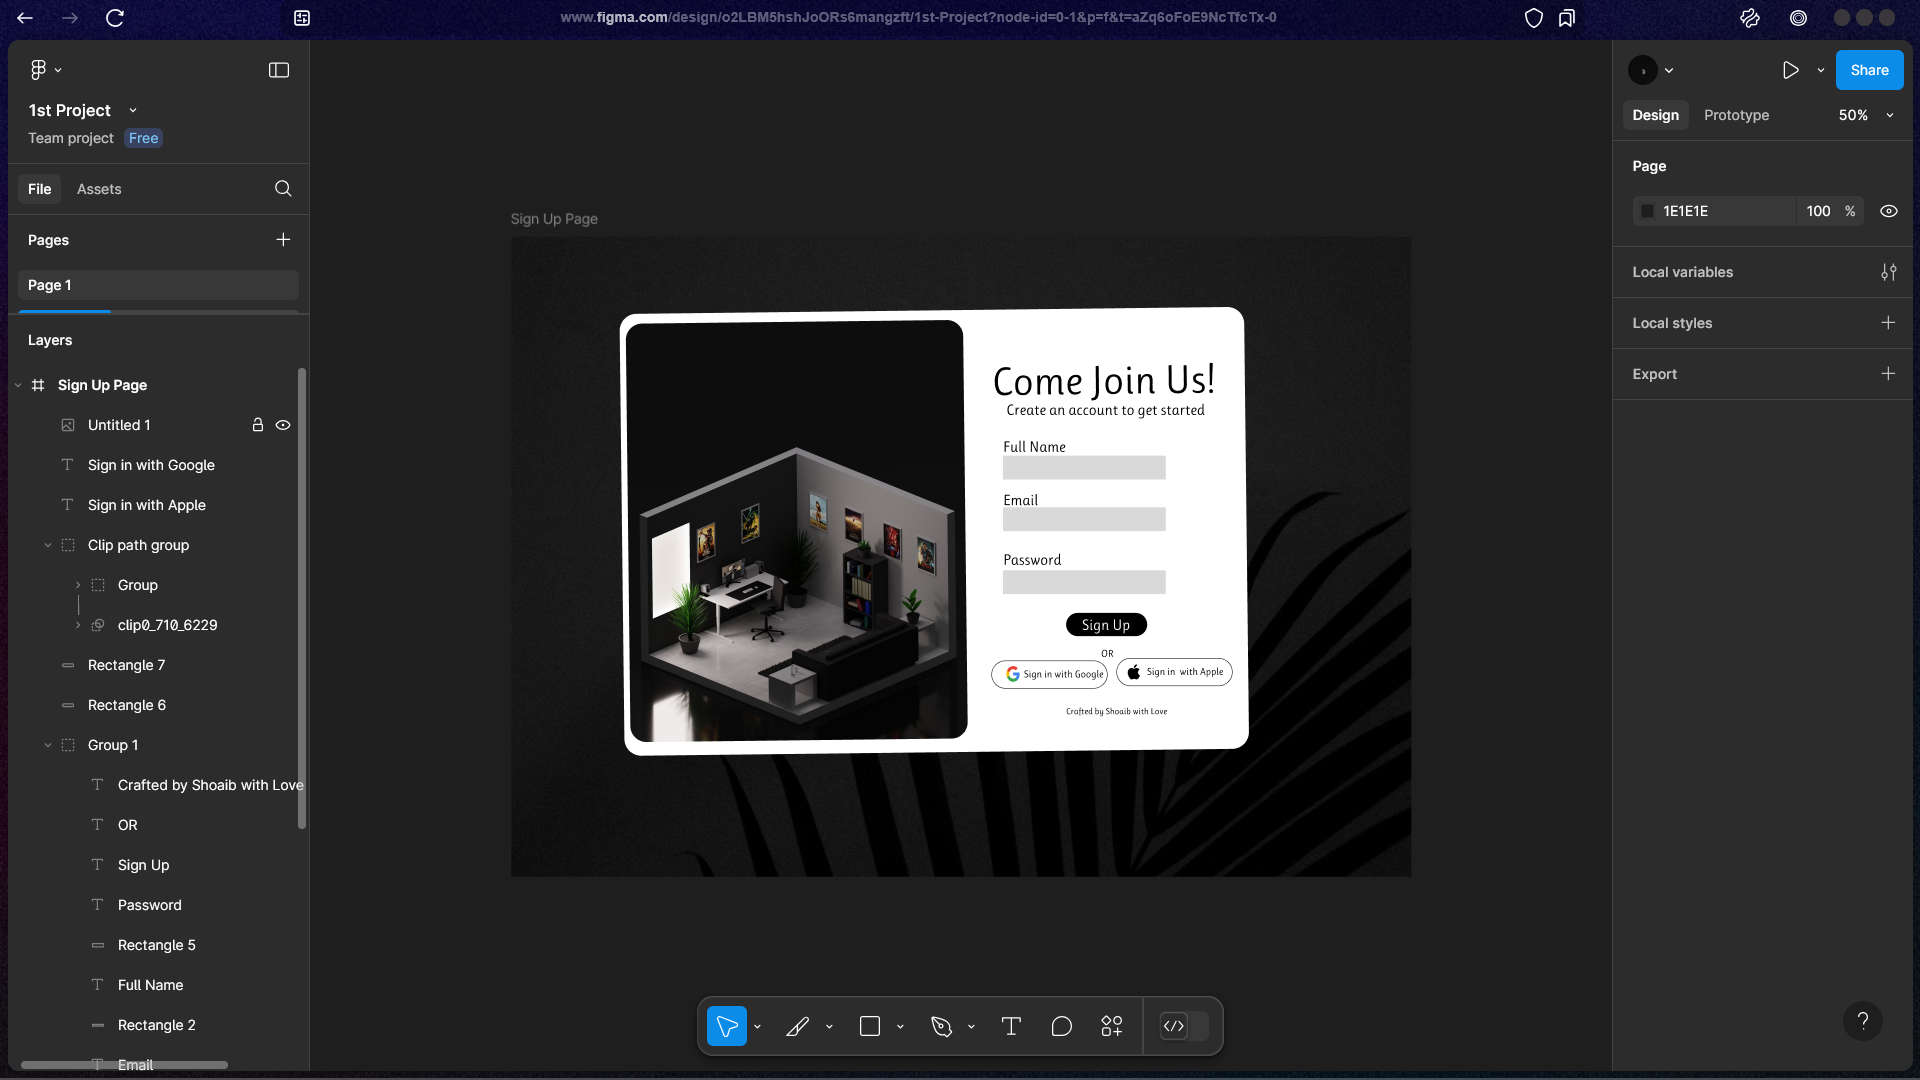 www.figma.com/design/o2LBM5hshJoORs6mangzft/1st-Project?node-id=0-1&p=f&t=aZq6oFoE9NcTfcTx-0
1st Project
Team project Free
File Assets
Pages
Page 1
Layers
Sign Up Page
Untitled 1
Sign in with Google
Sign in with Apple
Clip path group
Group
clip0_710_6229
Rectangle 7
Rectangle 6
Group 1
Crafted by Shoaib with Love
OR
Sign Up
Password
Rectangle 5
Full Name
Rectangle 2
Email
Sign Up Page
Come Join Us!
Create an account to get started
Full Name
Email
Password
Sign Up
OR
Sign in with Google
Sign in with Apple
Crafted by Shoaib with Love
Share
Design Prototype 50%
Page
1E1E1E 100 %
Local variables
Local styles
Export
?